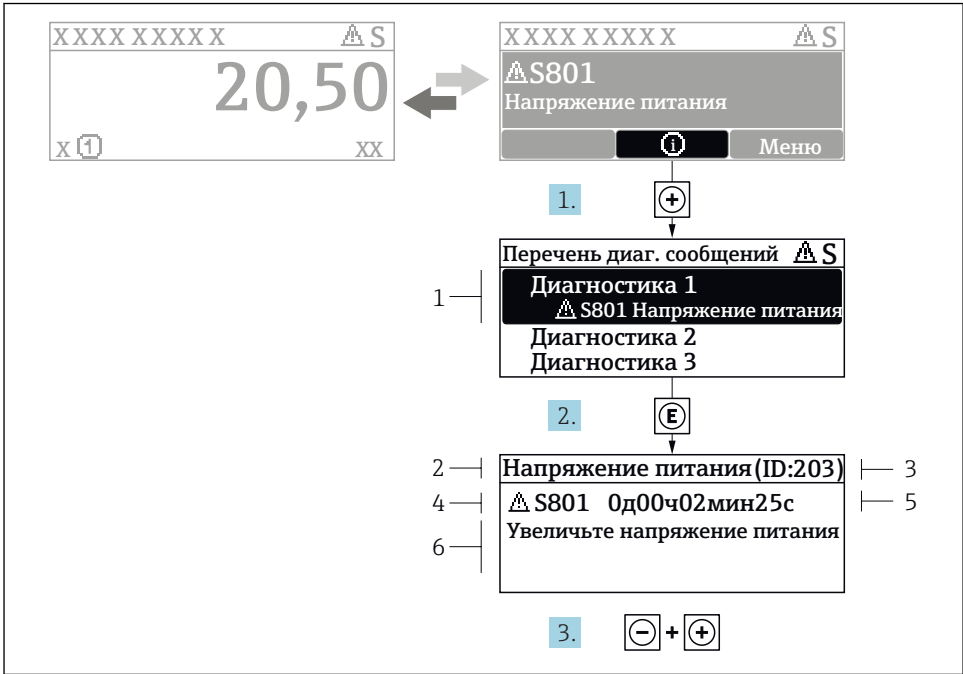 XXXX XXXXX ⚠ S
20,50
X ① XX
XXXX XXXXX ⚠ S
⚠S801
Напряжение питания
ⓘ Меню
1. +
Перечень диаг. сообщений ⚠ S
1
Диагностика 1
⚠ S801 Напряжение питания
Диагностика 2
Диагностика 3
2. E
2 Напряжение питания (ID:203) 3
4 ⚠ S801 0д00ч02мин25с 5
Увеличьте напряжение питания
6
3. − + +